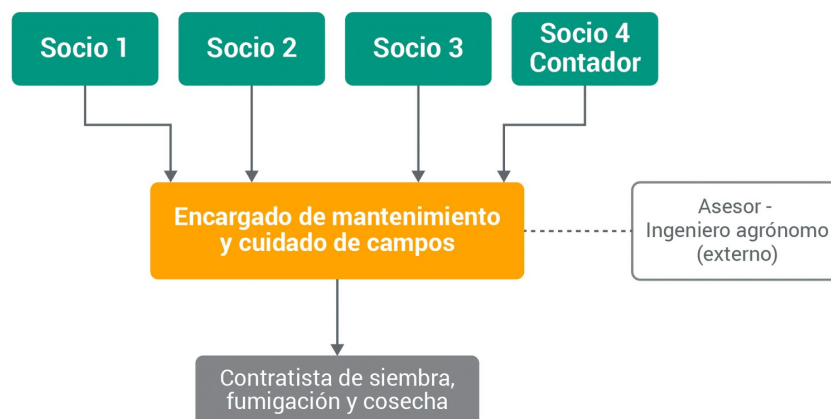 Socio 1
Socio 2
Socio 3
Socio 4
Contador
Encargado de mantenimiento
y cuidado de campos
Asesor -
Ingeniero agrónomo
(externo)
Contratista de siembra,
fumigación y cosecha